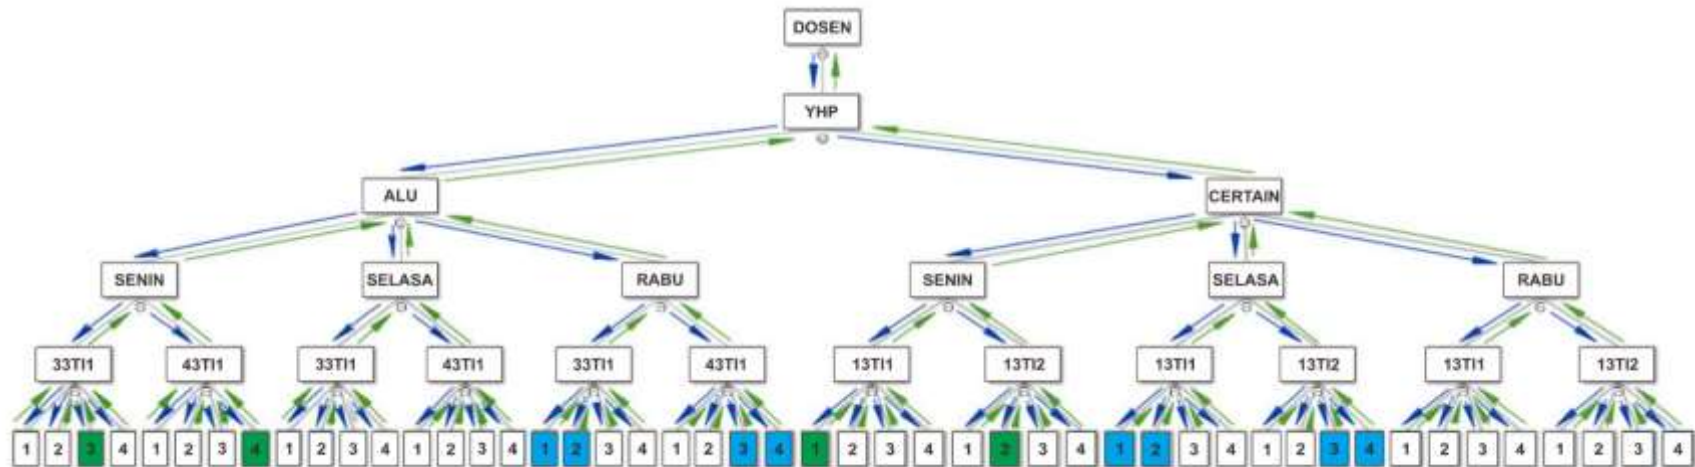 DOSEN
YHP
ALU CERTAIN
SENIN SELASA RABU SENIN SELASA RABU
33TI1 43TI1 33TI1 43TI1 33TI1 43TI1 13TI1 13TI2 13TI1 13TI2 13TI1 13TI2
1 2 3 4 1 2 3 4 1 2 3 4 1 2 3 4 1 2 3 4 1 2 3 4 1 2 3 4 1 2 3 4 1 2 3 4 1 2 3 4 1 2 3 4 1 2 3 4